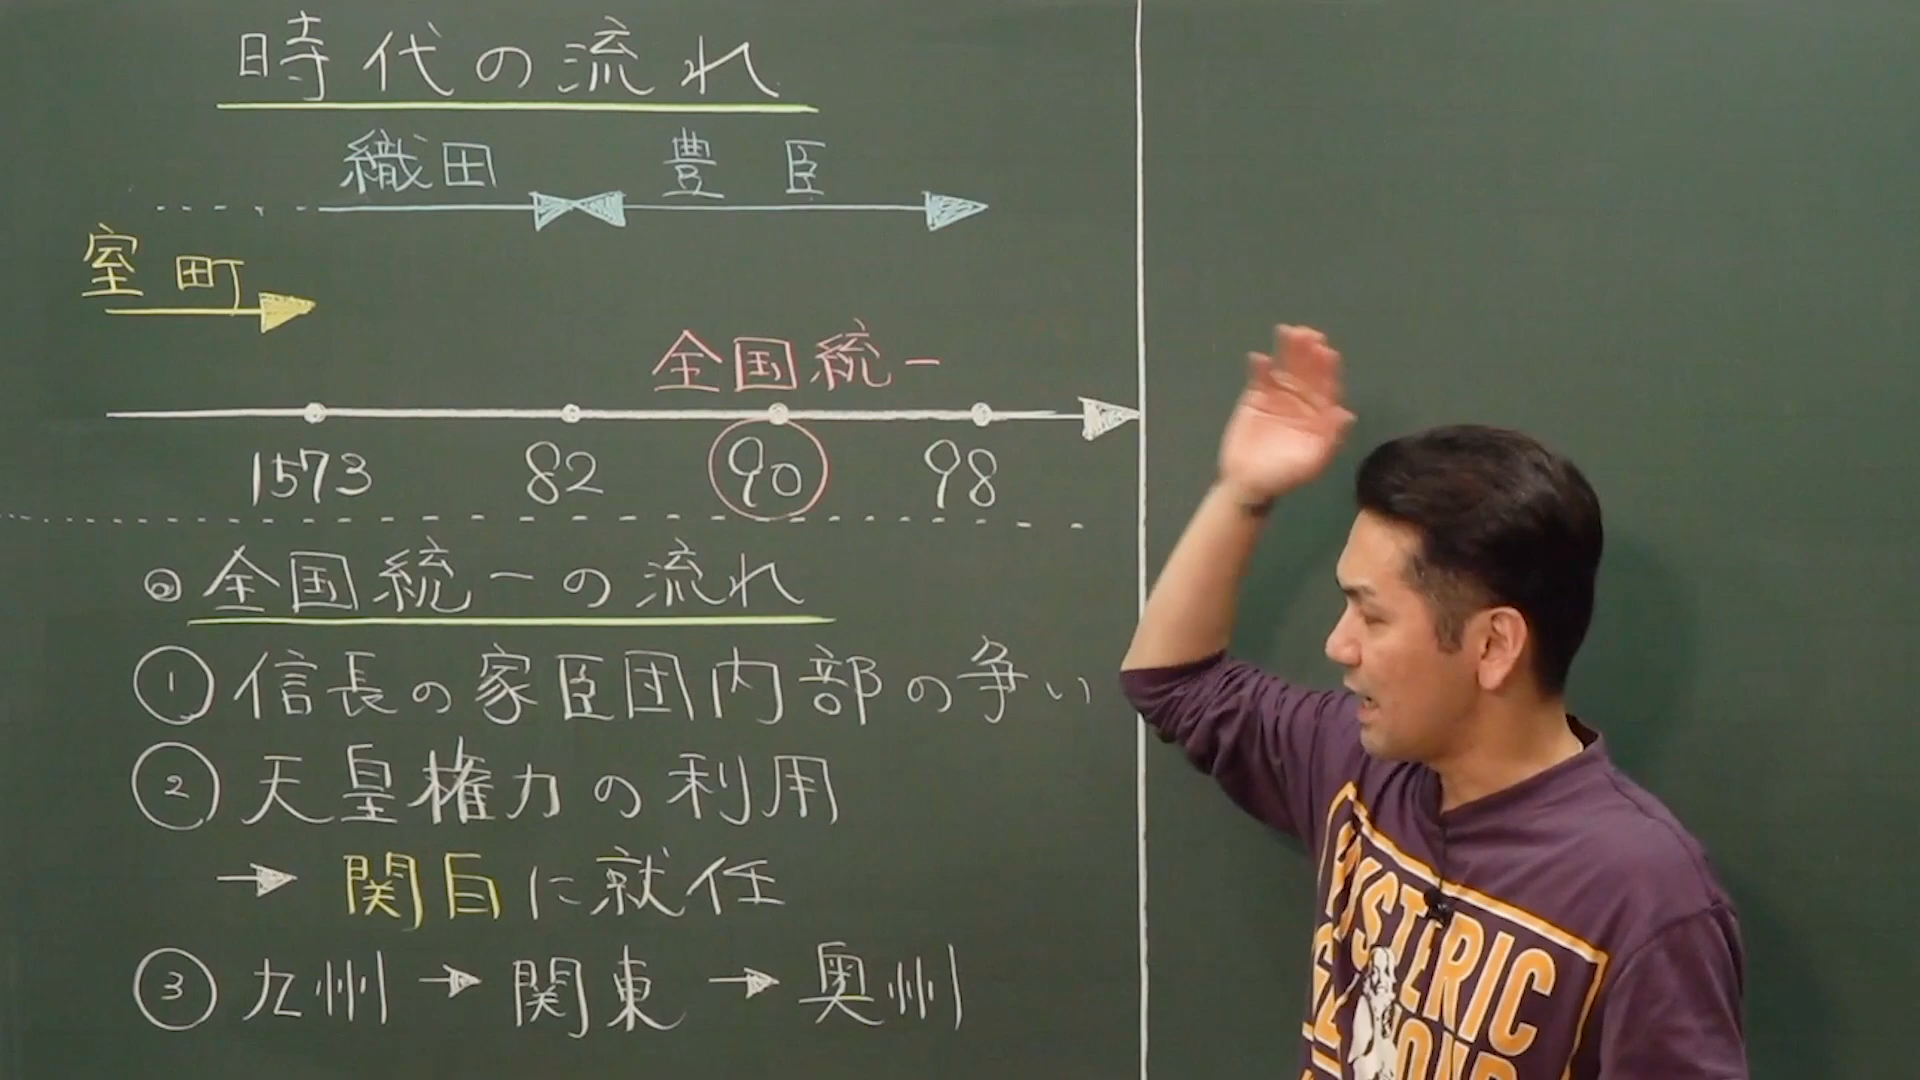 時代の流れ
織田 豊臣
室町
全国統一
1573 82 90 98
◎全国統一の流れ
① 信長の家臣団内部の争い
② 天皇権力の利用
→ 関白に就任
③ 九州 → 関東 → 奥州
HYSTERIC